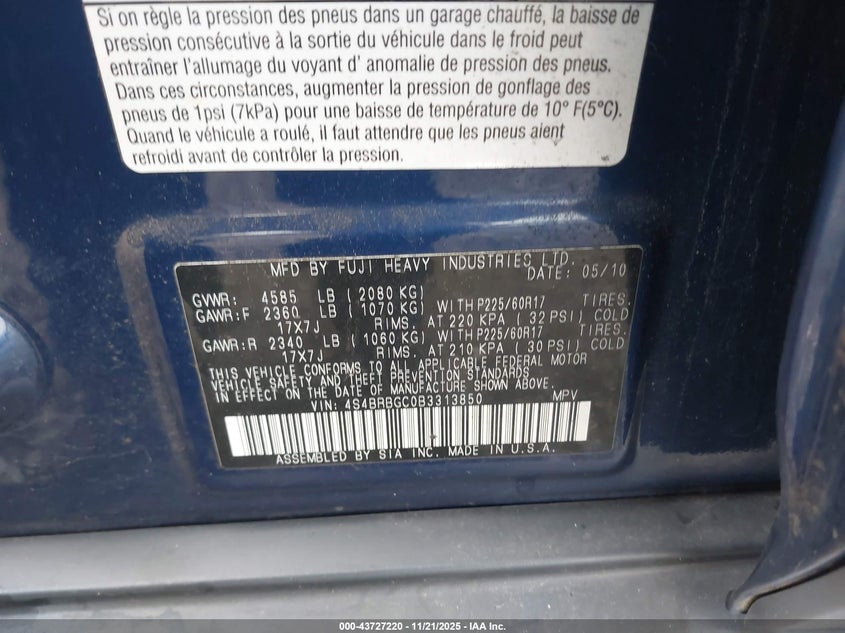 Si on règle la pression des pneus dans un garage chauffé, la baisse de
pression consécutive à la sortie du véhicule dans le froid peut
entraîner l'allumage du voyant d' anomalie de pression des pneus.
Dans ces circonstances, augmenter la pression de gonflage des
pneus de 1psi (7kPa) pour une baisse de température de 10° F(5°C).
Quand le véhicule a roulé, il faut attendre que les pneus aient
refroidi avant de contrôler la pression.
MFD BY FUJI HEAVY INDUSTRIES LTD.
DATE: 05/10
GVWR: 4585 LB ( 2080 KG)
GAWR:F 2360 LB ( 1070 KG) WITH P225/60R17 TIRES.
17X7J RIMS. AT 220 KPA ( 32 PSI) COLD
GAWR:R 2340 LB ( 1060 KG) WITH P225/60R17 TIRES.
17X7J RIMS. AT 210 KPA ( 30 PSI) COLD
THIS VEHICLE CONFORMS TO ALL APPLICABLE FEDERAL MOTOR
VEHICLE SAFETY AND THEFT PREVENTION STANDARDS
IN EFFECT ON THE DATE OF MANUFACTURE SHOWN ABOVE.
VIN: 4S4BRBGC0B3313850 MPV
ASSEMBLED BY SIA INC. MADE IN U.S.A.
000-43727220 - 11/21/2025 - IAA Inc.